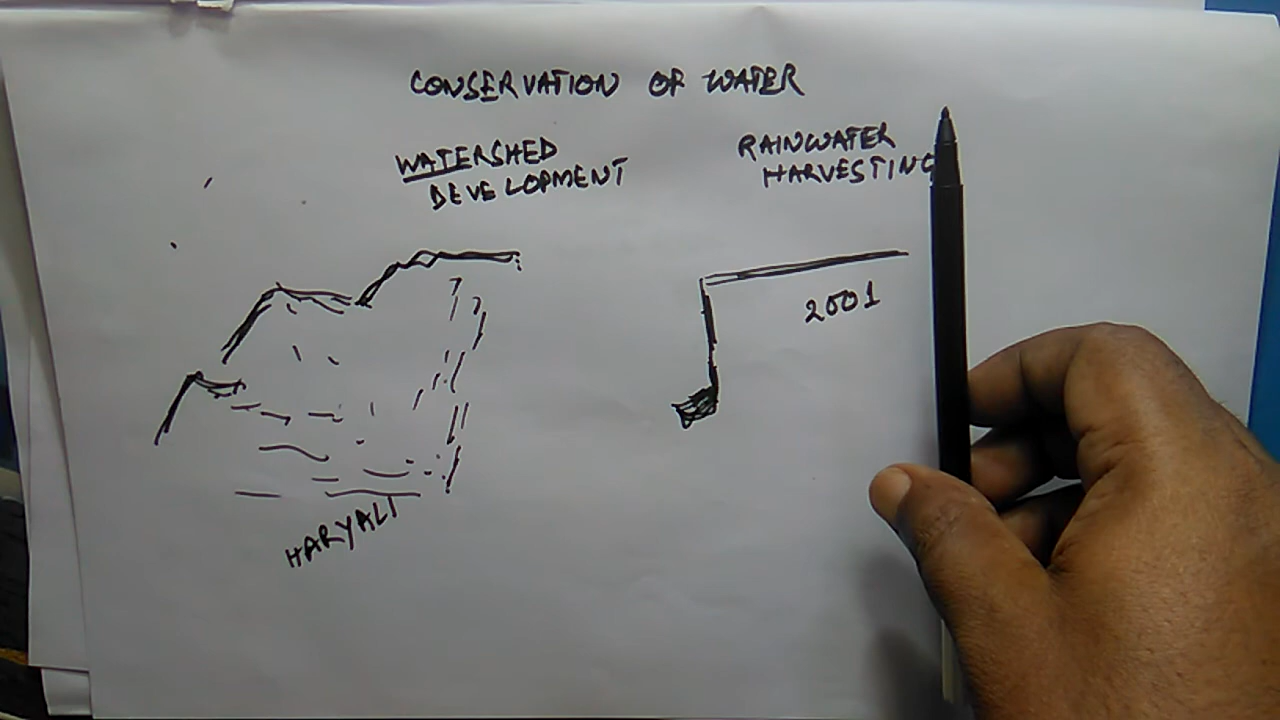 CONSERVATION OF WATER
WATERSHED
DEVELOPMENT
RAINWATER
HARVESTING
2001
HARYALI